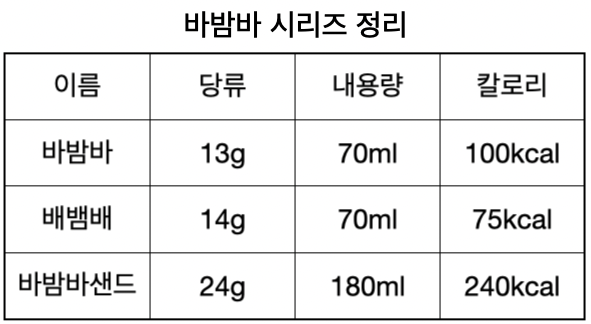 바밤바 시리즈 정리
이름 당류 내용량 칼로리
바밤바 13g 70ml 100kcal
배뱀배 14g 70ml 75kcal
바밤바샌드 24g 180ml 240kcal